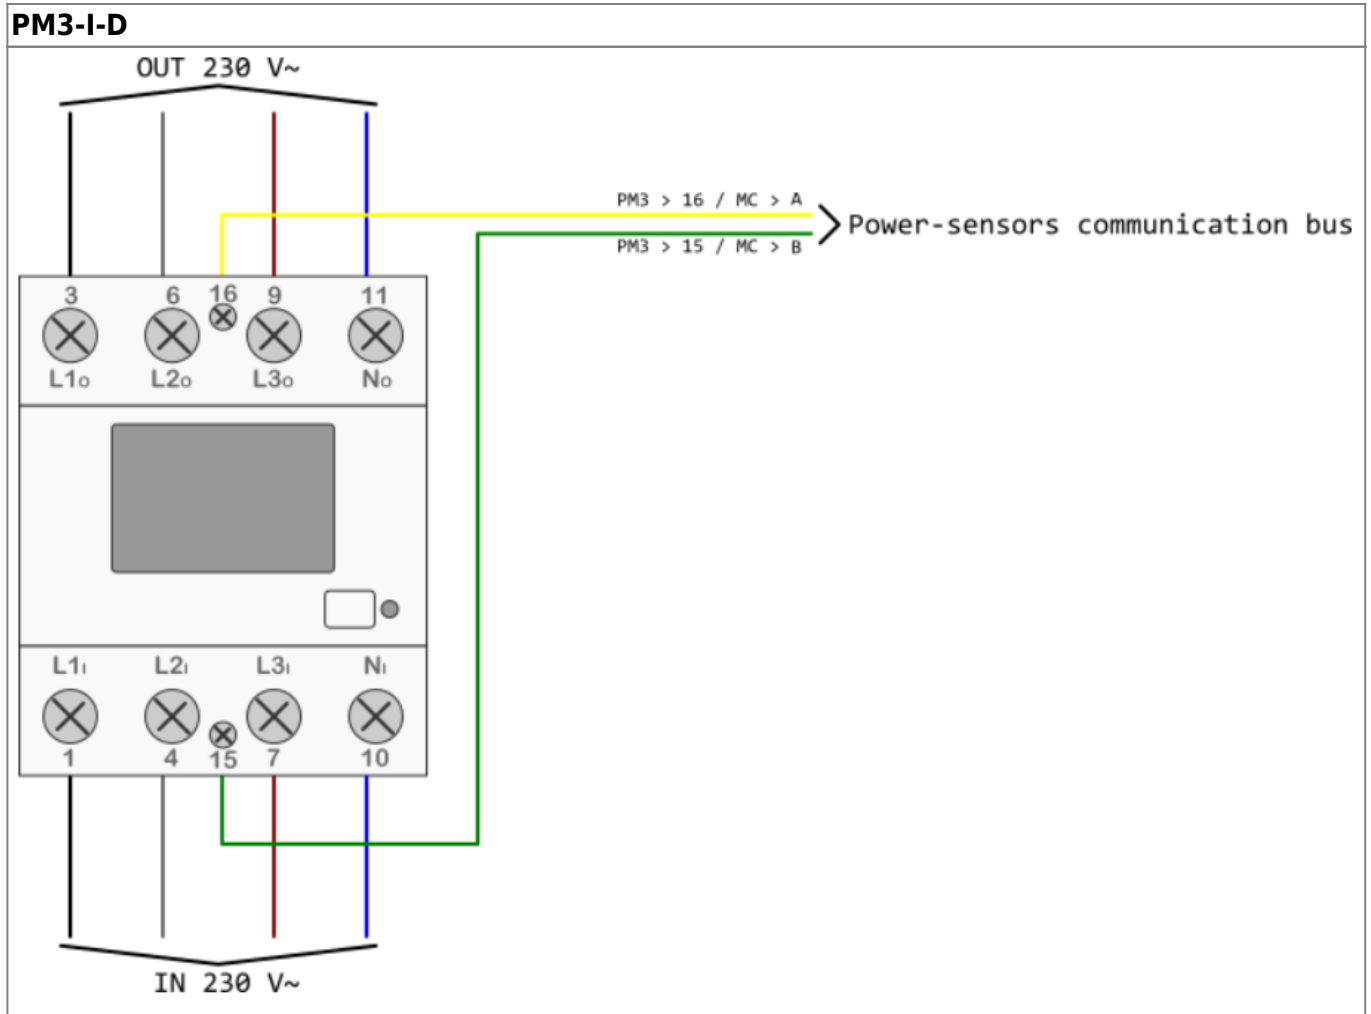 PM3-I-D
OUT 230 V~
PM3 > 16 / MC > A
Power-sensors communication bus
PM3 > 15 / MC > B
3 6 16 9 11
L1o L2o L3o No
L1I L2I L3I NI
1 4 15 7 10
IN 230 V~